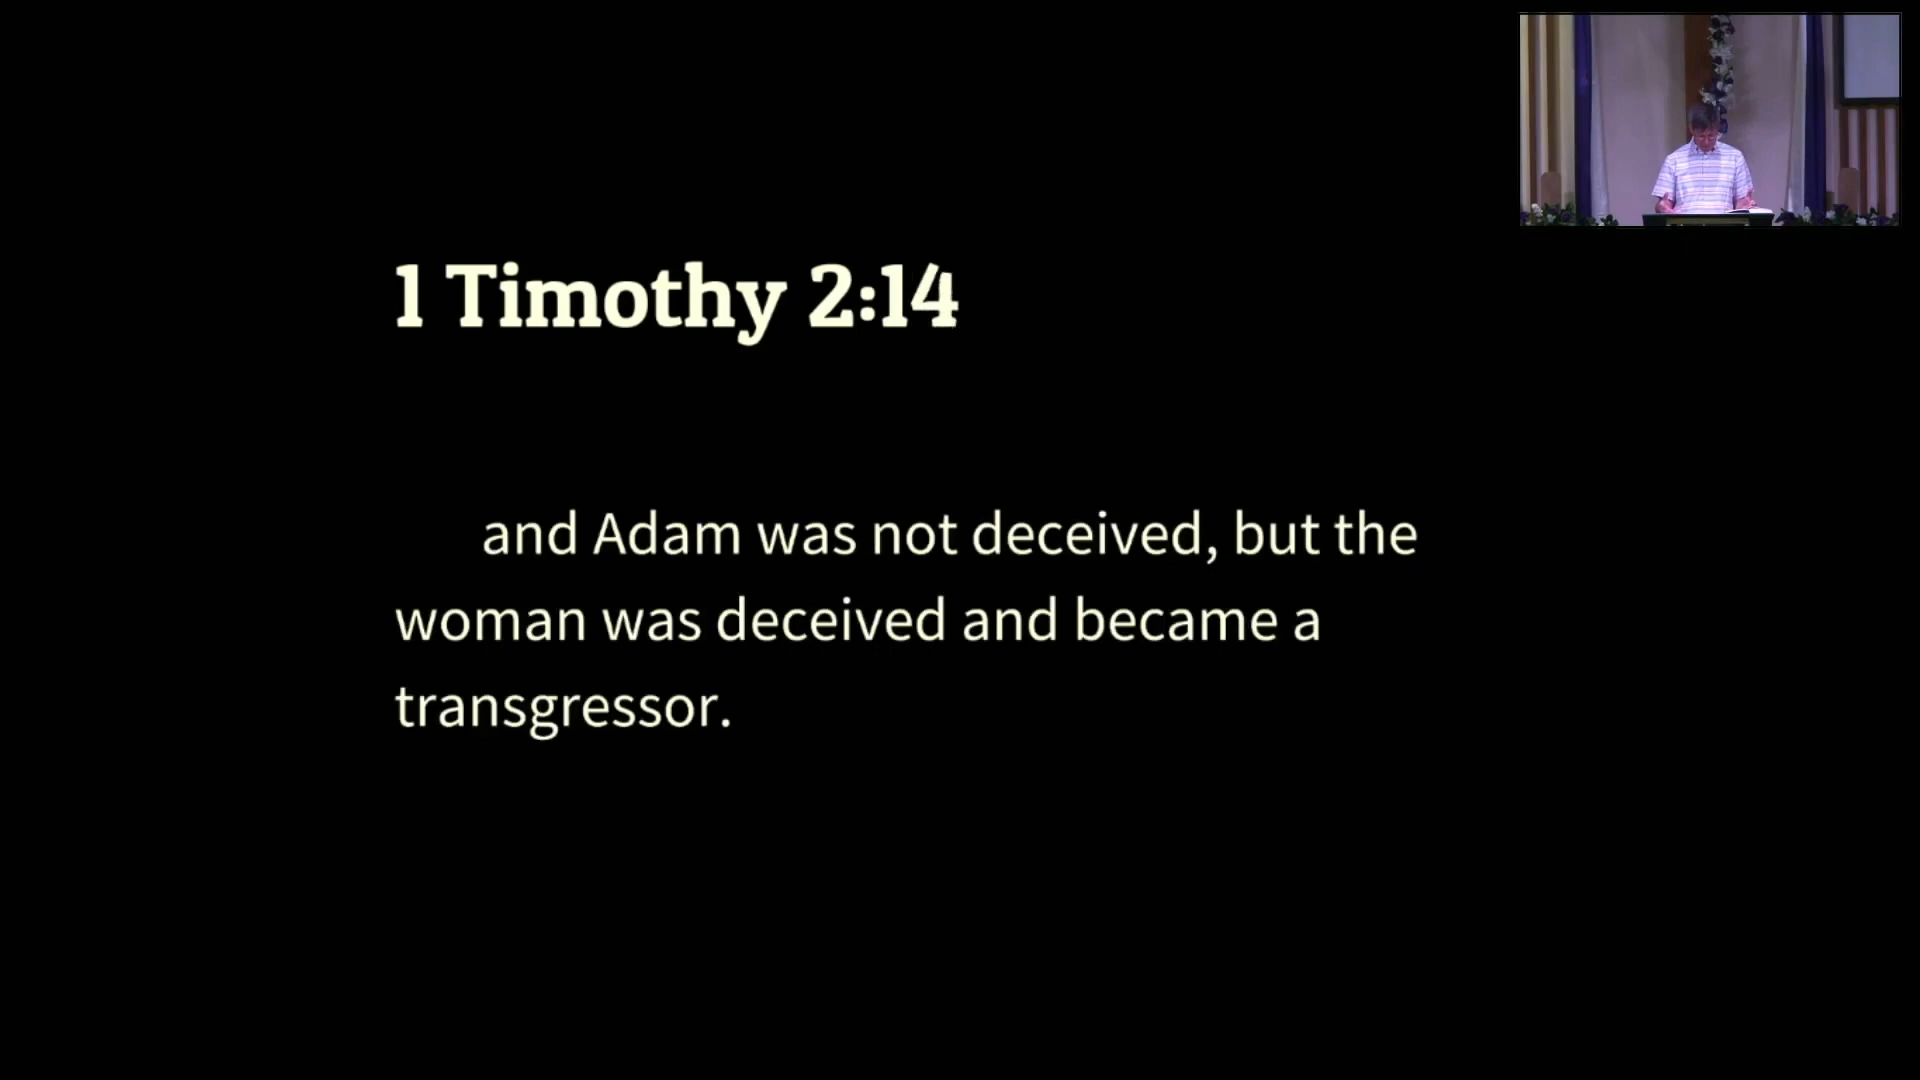 1 Timothy 2:14
and Adam was not deceived, but the
woman was deceived and became a
transgressor.